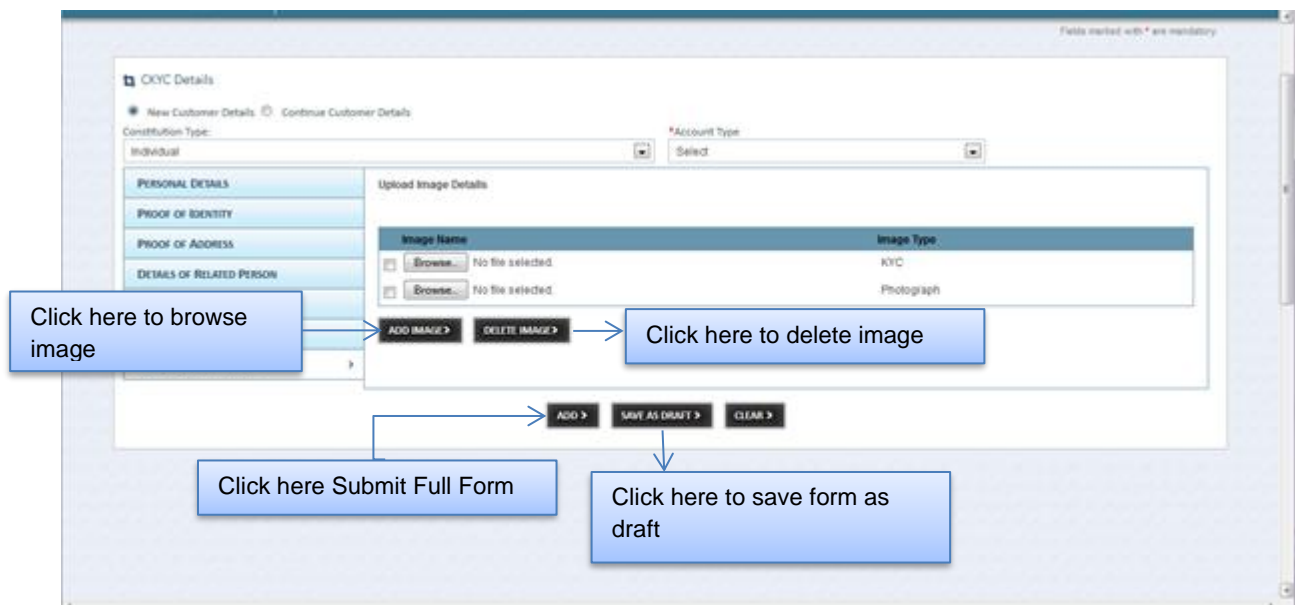 Fields marked with * are mandatory
CKYC Details
New Customer Details Continue Customer Details
Constitution Type:
*Account Type
Individual
Select
PERSONAL DETAILS
Upload Image Details
PROOF OF IDENTITY
PROOF OF ADDRESS
Image Name Image Type
Browse.. No file selected. KYC
DETAILS OF RELATED PERSON
Browse.. No file selected. Photograph
Click here to browse
image
ADD IMAGE > DELETE IMAGE >
Click here to delete image
ADD > SAVE AS DRAFT > CLEAR >
Click here Submit Full Form
Click here to save form as
draft